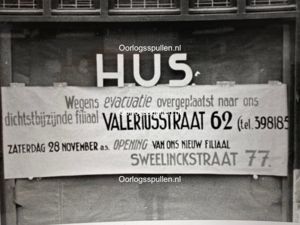 Oorlogsspullen.nl
HUS.
Wegens evacuatie overgeplaatst naar ons
dichtstbijzijnde filiaal VALERIUSSTRAAT 62 (tel. 398185
ZATERDAG 28 NOVEMBER a.s. OPENING VAN ONS NIEUW FILIAAL
SWEELINCKSTRAAT 77.
Oorlogsspullen.nl